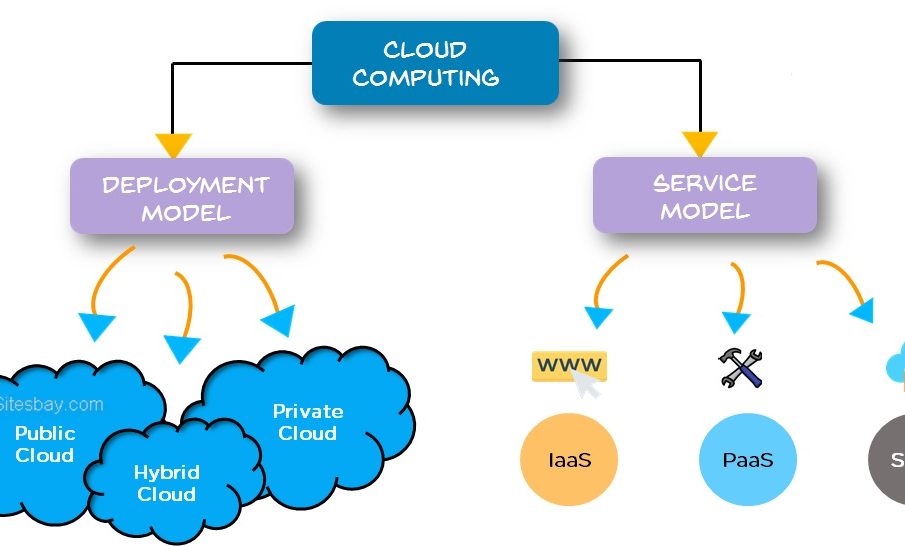 CLOUD
COMPUTING
DEPLOYMENT
MODEL
SERVICE
MODEL
Sitesbay.com
Public
Cloud
Hybrid
Cloud
Private
Cloud
WWW
IaaS
PaaS
S